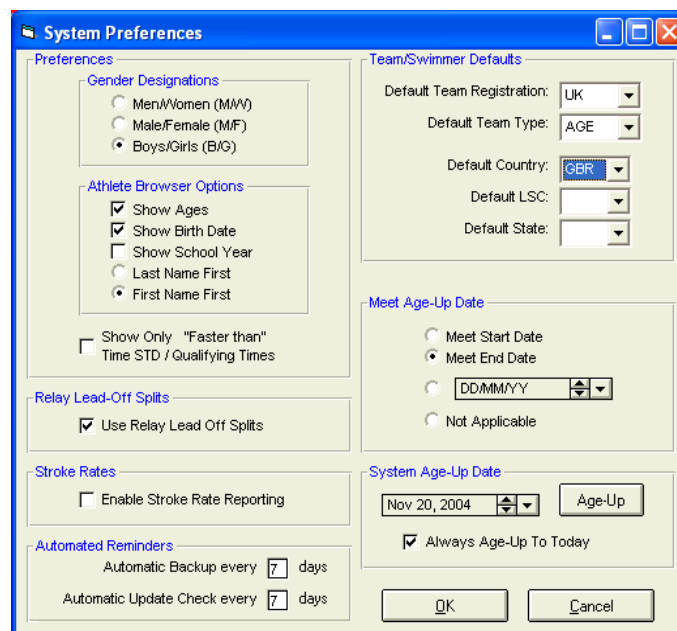 System Preferences
Preferences
Gender Designations
Men/Women (M/W)
Male/Female (M/F)
Boys/Girls (B/G)
Athlete Browser Options
Show Ages
Show Birth Date
Show School Year
Last Name First
First Name First
Show Only "Faster than"
Time STD / Qualifying Times
Relay Lead-Off Splits
Use Relay Lead Off Splits
Stroke Rates
Enable Stroke Rate Reporting
Automated Reminders
Automatic Backup every 7 days
Automatic Update Check every 7 days
Team/Swimmer Defaults
Default Team Registration: UK
Default Team Type: AGE
Default Country: GBR
Default LSC:
Default State:
Meet Age-Up Date
Meet Start Date
Meet End Date
DD/MM/YY
Not Applicable
System Age-Up Date
Nov 20, 2004 Age-Up
Always Age-Up To Today
OK Cancel